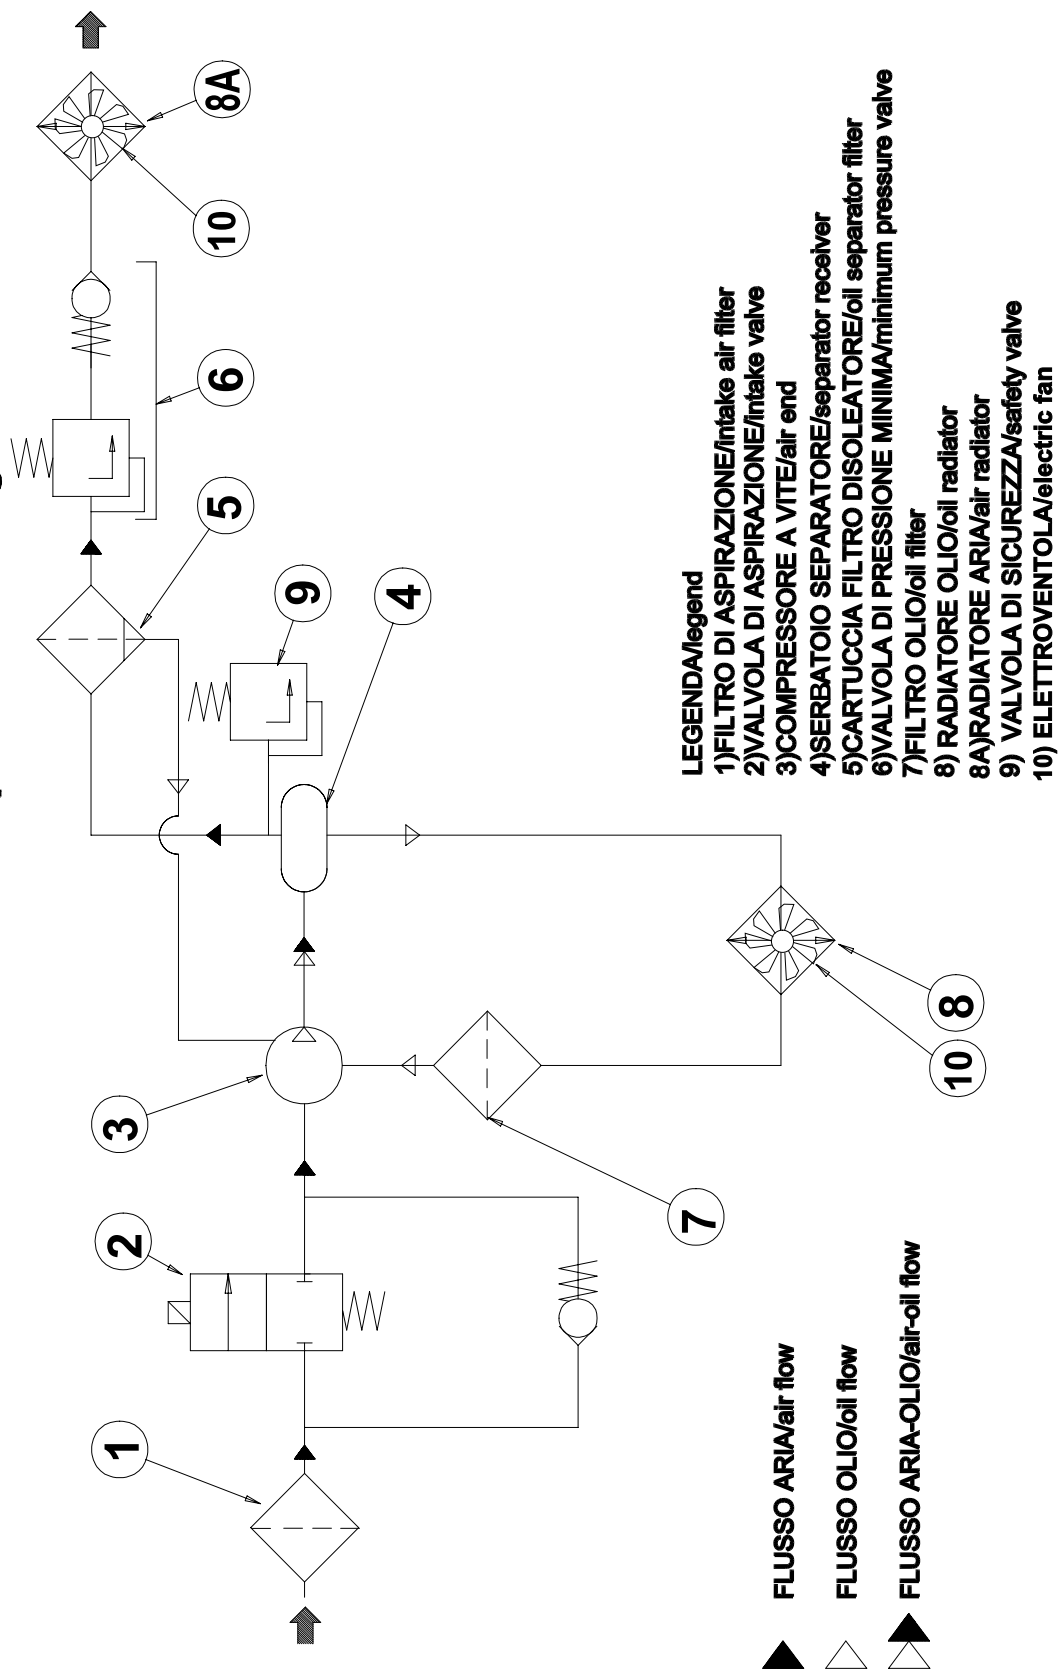 8A
10
6
5
9
4
3
2
1
7
8
10
LEGENDA/legend
1)FILTRO DI ASPIRAZIONE/intake air filter
2)VALVOLA DI ASPIRAZIONE/intake valve
3)COMPRESSORE A VITE/air end
4)SERBATOIO SEPARATORE/separator receiver
5)CARTUCCIA FILTRO DISOLEATORE/oil separator filter
6)VALVOLA DI PRESSIONE MINIMA/minimum pressure valve
7)FILTRO OLIO/oil filter
8) RADIATORE OLIO/oil radiator
8A)RADIATORE ARIA/air radiator
9) VALVOLA DI SICUREZZA/safety valve
10) ELETTROVENTOLA/electric fan
FLUSSO ARIA/air flow
FLUSSO OLIO/oil flow
FLUSSO ARIA-OLIO/air-oil flow